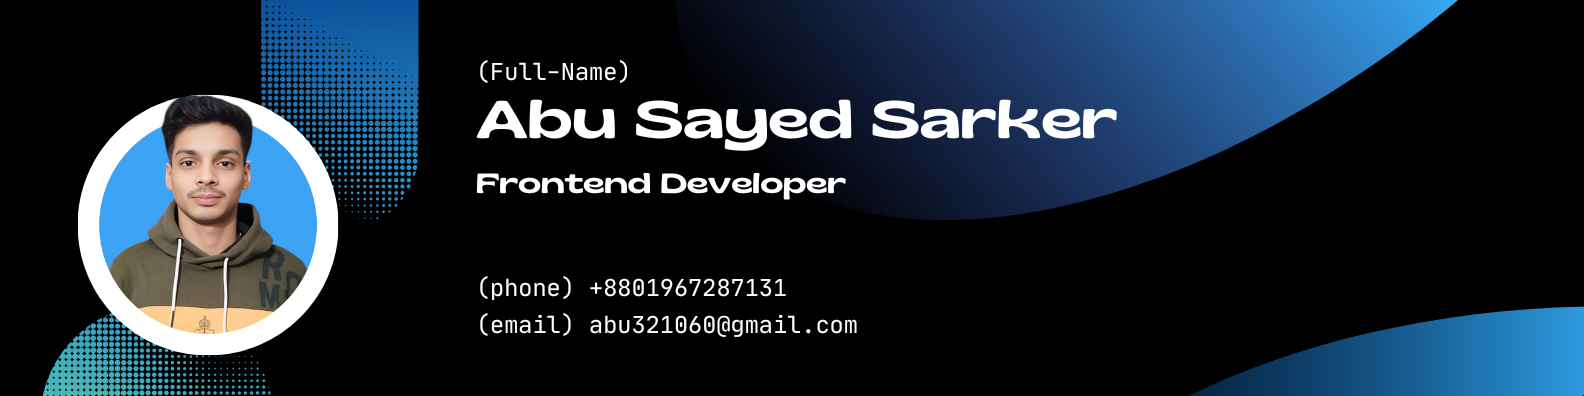 (Full-Name)
Abu Sayed Sarker
Frontend Developer
(phone) +8801967287131
(email) abu321060@gmail.com